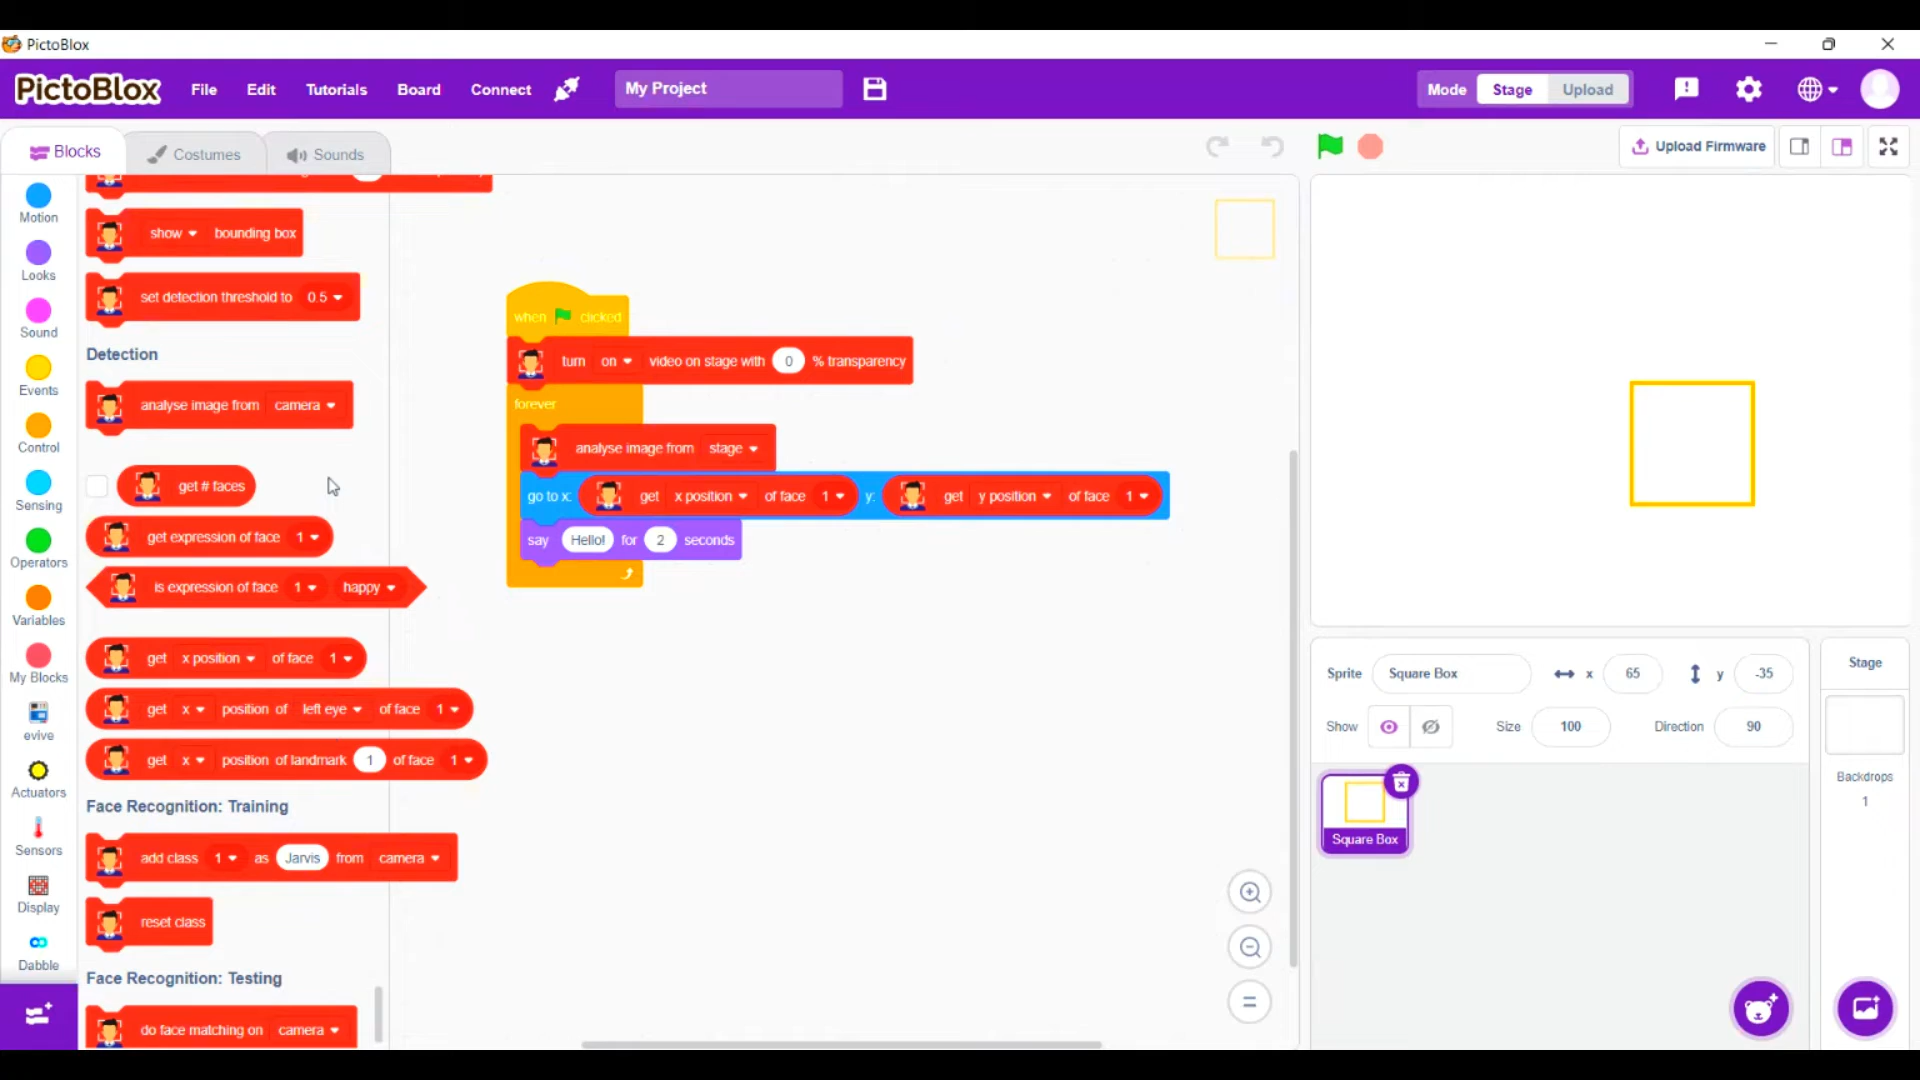 PictoBlox
PictoBlox File Edit Tutorials Board Connect My Project Mode Stage Upload
Blocks Costumes Sounds Upload Firmware
Motion
Looks
Sound
Events
Control
Sensing
Operators
Variables
My Blocks
evive
Actuators
Sensors
Display
Dabble
show bounding box
set detection threshold to 0.5
Detection
analyse image from camera
get # faces
get expression of face 1
is expression of face 1 happy
get x position of face 1
get x position of left eye of face 1
get x position of landmark 1 of face 1
Face Recognition: Training
add class 1 as Jarvis from camera
reset class
Face Recognition: Testing
do face matching on camera
when clicked
turn on video on stage with 0 % transparency
forever
analyse image from stage
go to x: get x position of face 1 y: get y position of face 1
say Hello! for 2 seconds
Sprite Square Box x 65 y -35
Show Size 100 Direction 90
Square Box
Stage
Backdrops
1